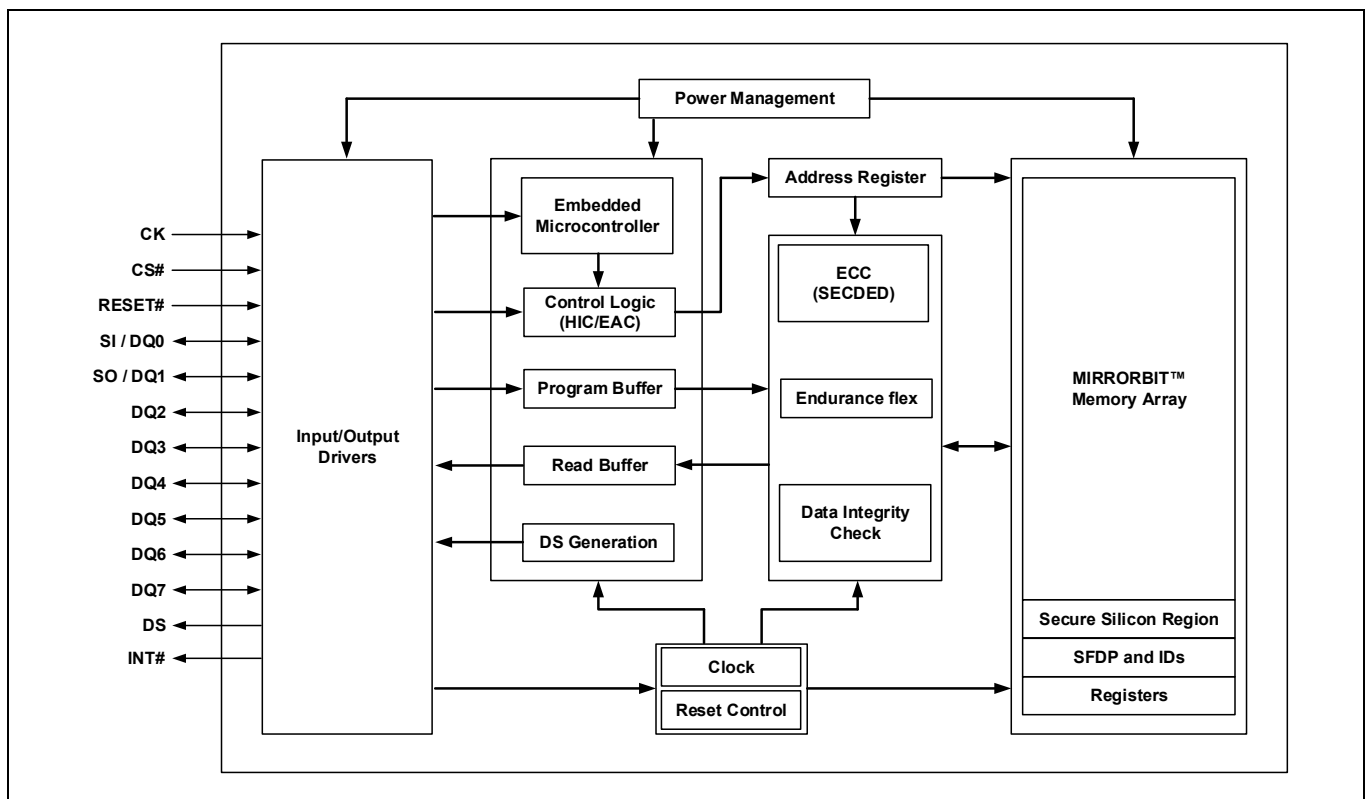 Power Management
CK
CS#
RESET#
SI / DQ0
SO / DQ1
DQ2
DQ3
DQ4
DQ5
DQ6
DQ7
DS
INT#
Input/Output
Drivers
Embedded
Microcontroller
Control Logic
(HIC/EAC)
Program Buffer
Read Buffer
DS Generation
Address Register
ECC
(SECDED)
Endurance flex
Data Integrity
Check
Clock
Reset Control
MIRRORBIT™
Memory Array
Secure Silicon Region
SFDP and IDs
Registers